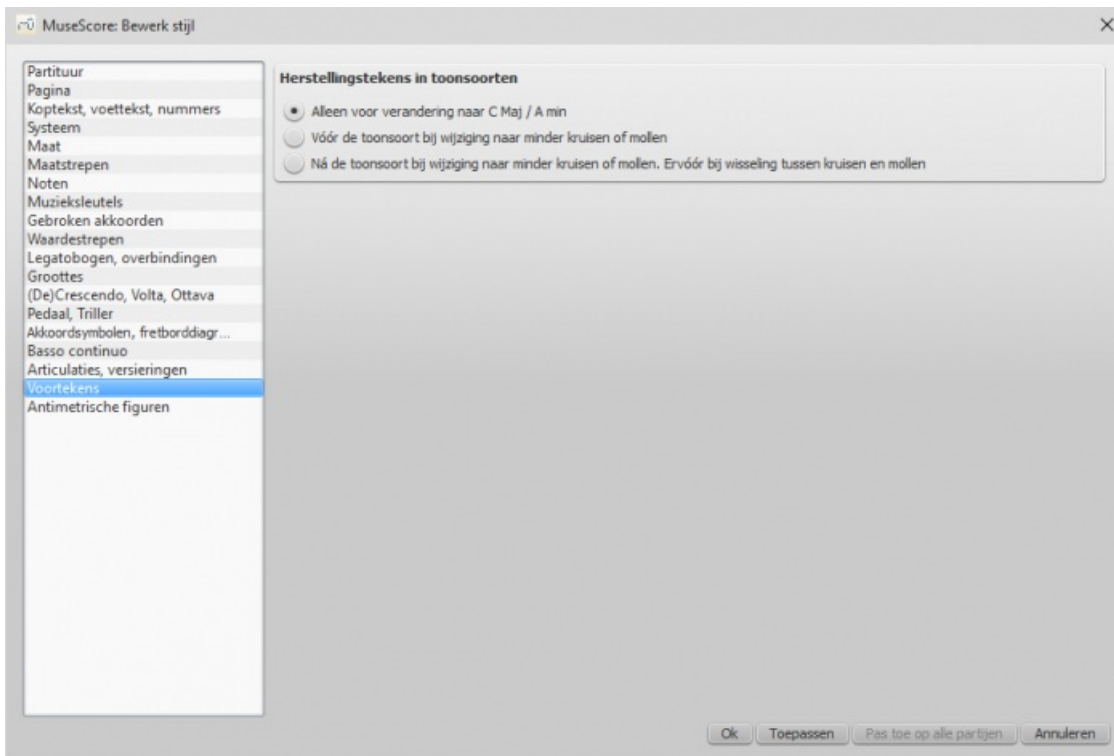 MuseScore: Bewerk stijl
Partituur
Pagina
Koptekst, voettekst, nummers
Systeem
Maat
Maatstrepen
Noten
Muzieksleutels
Gebroken akkoorden
Waardestrepen
Legatobogen, overbindingen
Groottes
(De)Crescendo, Volta, Ottava
Pedaal, Triller
Akkoordsymbolen, fretborddiagr...
Basso continuo
Articulaties, versieringen
Voortekens
Antimetrische figuren
Herstellingstekens in toonsoorten
Alleen voor verandering naar C Maj / A min
Vóór de toonsoort bij wijziging naar minder kruisen of mollen
Ná de toonsoort bij wijziging naar minder kruisen of mollen. Ervóór bij wisseling tussen kruisen en mollen
Ok Toepassen Pas toe op alle partijen Annuleren